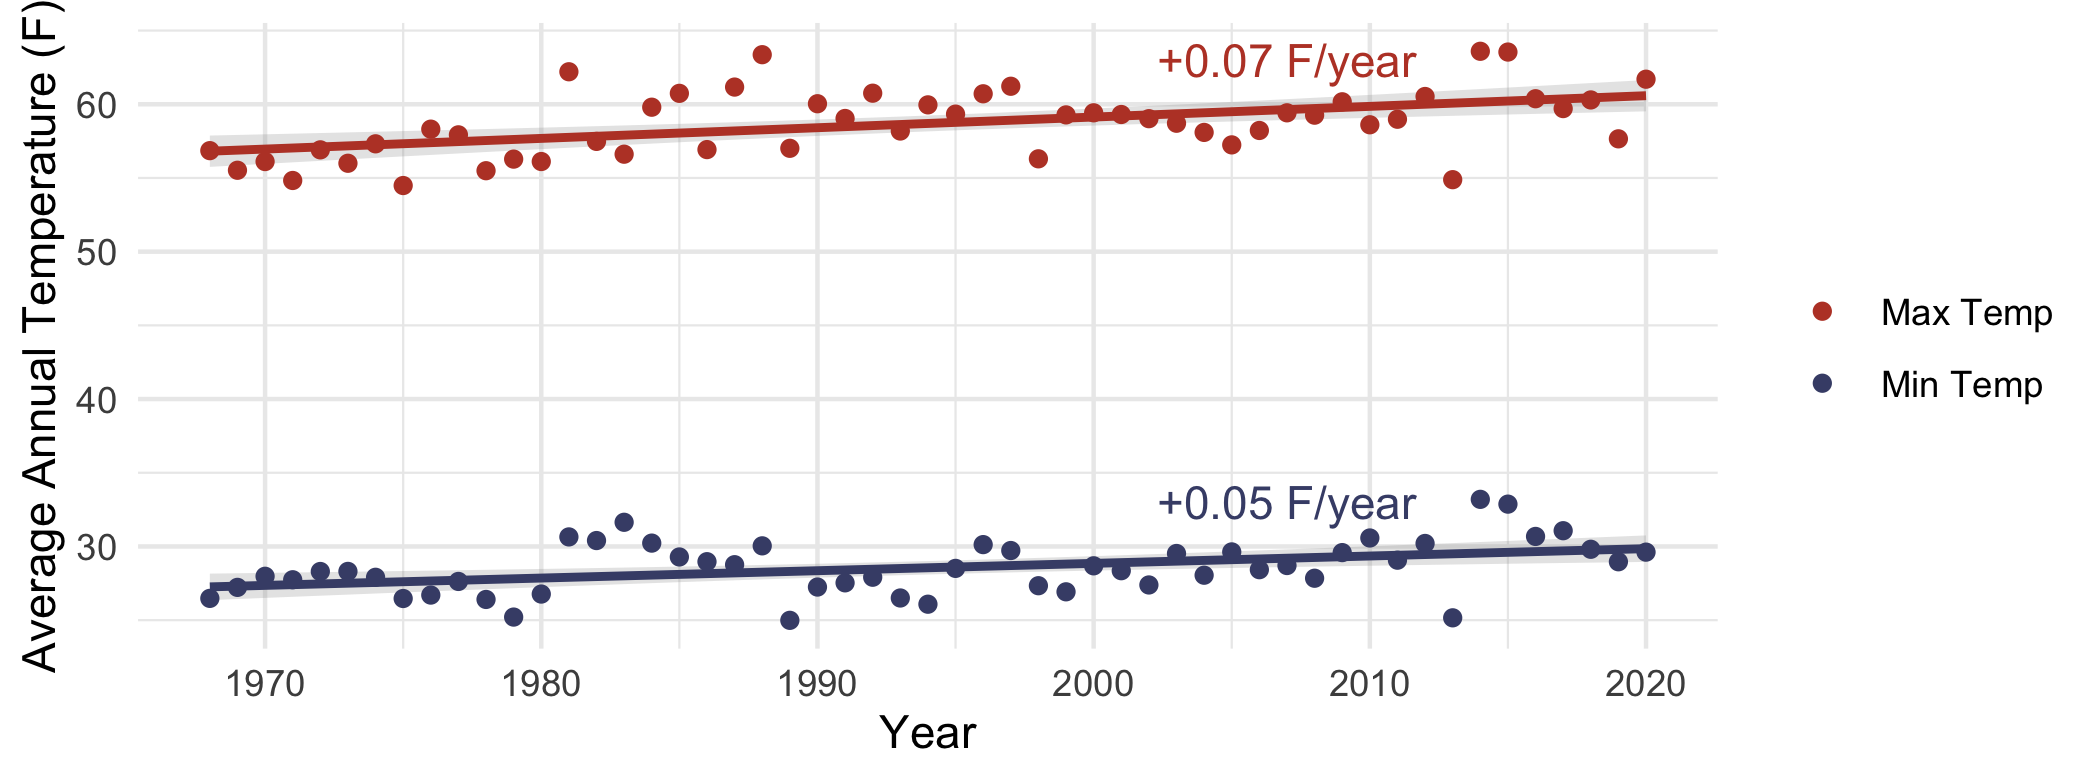 Average Annual Temperature (F)
60
50
40
30
+0.07 F/year
+0.05 F/year
1970 1980 1990 2000 2010 2020
Year
Max Temp
Min Temp